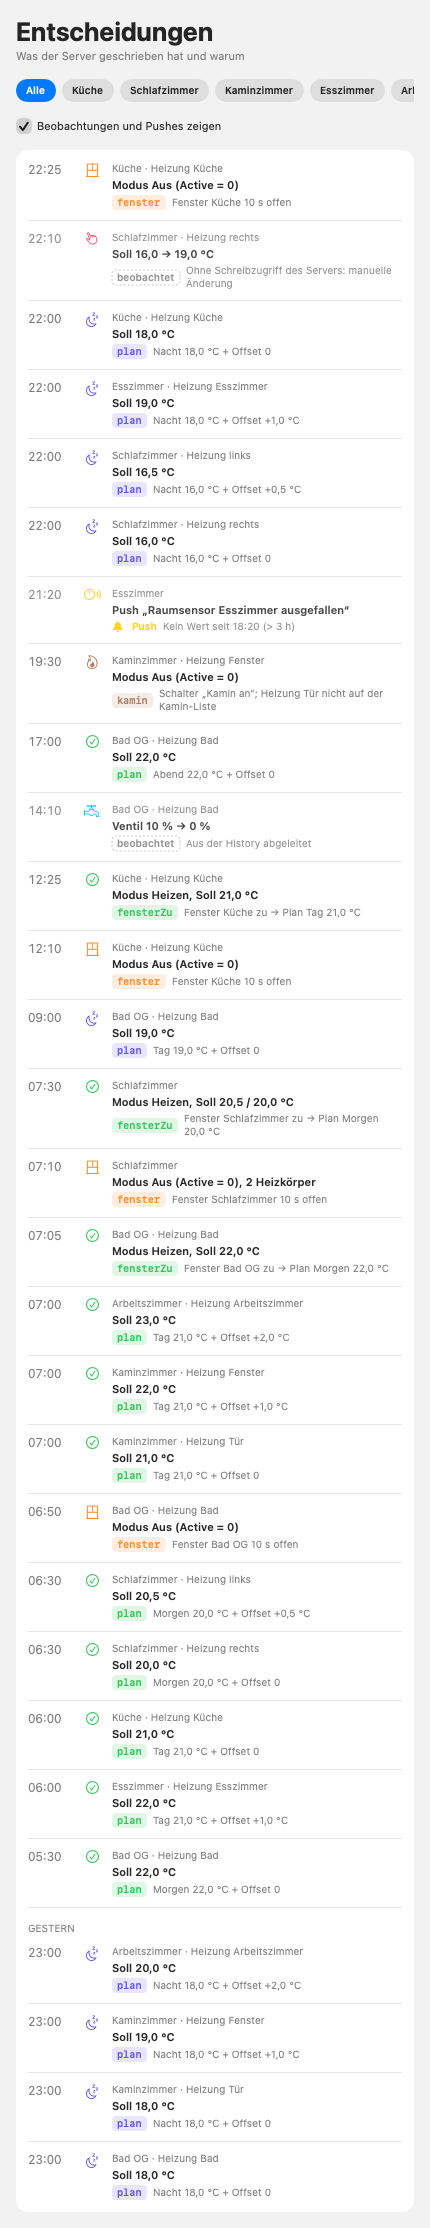 Entscheidungen
Was der Server geschrieben hat und warum
Alle Küche Schlafzimmer Kaminzimmer Esszimmer
Beobachtungen und Pushes zeigen
22:25 Küche · Heizung Küche
Modus Aus (Active = 0)
fenster Fenster Küche 10 s offen
22:10 Schlafzimmer · Heizung rechts
Soll 16,0 → 19,0 °C
beobachtet Ohne Schreibzugriff des Servers: manuelle
Änderung
22:00 Küche · Heizung Küche
Soll 18,0 °C
plan Nacht 18,0 °C + Offset 0
22:00 Esszimmer · Heizung Esszimmer
Soll 19,0 °C
plan Nacht 18,0 °C + Offset +1,0 °C
22:00 Schlafzimmer · Heizung links
Soll 16,5 °C
plan Nacht 16,0 °C + Offset +0,5 °C
22:00 Schlafzimmer · Heizung rechts
Soll 16,0 °C
plan Nacht 16,0 °C + Offset 0
21:20 Esszimmer
Push „Raumsensor Esszimmer ausgefallen“
Push Kein Wert seit 18:20 (> 3 h)
19:30 Kaminzimmer · Heizung Fenster
Modus Aus (Active = 0)
kamin Schalter „Kamin an“; Heizung Tür nicht auf der
Kamin-Liste
17:00 Bad OG · Heizung Bad
Soll 22,0 °C
plan Abend 22,0 °C + Offset 0
14:10 Bad OG · Heizung Bad
Ventil 10 % → 0 %
beobachtet Aus der History abgeleitet
12:25 Küche · Heizung Küche
Modus Heizen, Soll 21,0 °C
fensterZu Fenster Küche zu → Plan Tag 21,0 °C
12:10 Küche · Heizung Küche
Modus Aus (Active = 0)
fenster Fenster Küche 10 s offen
09:00 Bad OG · Heizung Bad
Soll 19,0 °C
plan Tag 19,0 °C + Offset 0
07:30 Schlafzimmer
Modus Heizen, Soll 20,5 / 20,0 °C
fensterZu Fenster Schlafzimmer zu → Plan Morgen
20,0 °C
07:10 Schlafzimmer
Modus Aus (Active = 0), 2 Heizkörper
fenster Fenster Schlafzimmer 10 s offen
07:05 Bad OG · Heizung Bad
Modus Heizen, Soll 22,0 °C
fensterZu Fenster Bad OG zu → Plan Morgen 22,0 °C
07:00 Arbeitszimmer · Heizung Arbeitszimmer
Soll 23,0 °C
plan Tag 21,0 °C + Offset +2,0 °C
07:00 Kaminzimmer · Heizung Fenster
Soll 22,0 °C
plan Tag 21,0 °C + Offset +1,0 °C
07:00 Kaminzimmer · Heizung Tür
Soll 21,0 °C
plan Tag 21,0 °C + Offset 0
06:50 Bad OG · Heizung Bad
Modus Aus (Active = 0)
fenster Fenster Bad OG 10 s offen
06:30 Schlafzimmer · Heizung links
Soll 20,5 °C
plan Morgen 20,0 °C + Offset +0,5 °C
06:30 Schlafzimmer · Heizung rechts
Soll 20,0 °C
plan Morgen 20,0 °C + Offset 0
06:00 Küche · Heizung Küche
Soll 21,0 °C
plan Tag 21,0 °C + Offset 0
06:00 Esszimmer · Heizung Esszimmer
Soll 22,0 °C
plan Tag 21,0 °C + Offset +1,0 °C
05:30 Bad OG · Heizung Bad
Soll 22,0 °C
plan Morgen 22,0 °C + Offset 0
GESTERN
23:00 Arbeitszimmer · Heizung Arbeitszimmer
Soll 20,0 °C
plan Nacht 18,0 °C + Offset +2,0 °C
23:00 Kaminzimmer · Heizung Fenster
Soll 19,0 °C
plan Nacht 18,0 °C + Offset +1,0 °C
23:00 Kaminzimmer · Heizung Tür
Soll 18,0 °C
plan Nacht 18,0 °C + Offset 0
23:00 Bad OG · Heizung Bad
Soll 18,0 °C
plan Nacht 18,0 °C + Offset 0